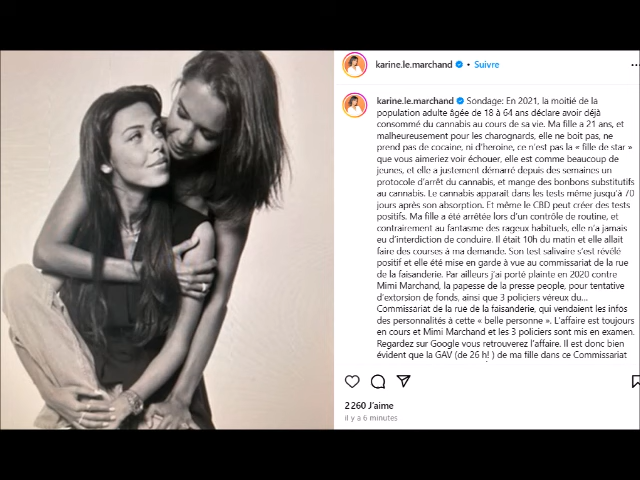 karine.le.marchand • Suivre
karine.le.marchand Sondage: En 2021, la moitié de la
population adulte âgée de 18 à 64 ans déclare avoir déjà
consommé du cannabis au cours de sa vie. Ma fille a 21 ans, et
malheureusement pour les charognards, elle ne boit pas, ne
prend pas de cocaine, ni d'heroine, ce n'est pas la « fille de star »
que vous aimeriez voir échouer, elle est comme beaucoup de
jeunes, et elle a justement démarré depuis des semaines un
protocole d'arrêt du cannabis, et mange des bonbons substitutifs
au cannabis. Le cannabis apparaît dans les tests même jusqu'à 70
jours après son absorption. Et même le CBD peut créer des tests
positifs. Ma fille a été arrêtée lors d'un contrôle de routine, et
contrairement au fantasme des rageux habituels, elle n'a jamais
eu d'interdiction de conduire. Il était 10h du matin et elle allait
faire des courses à ma demande. Son test salivaire s'est révélé
positif et elle été mise en garde à vue au commissariat de la rue
de la faisanderie. Par ailleurs j'ai porté plainte en 2020 contre
Mimi Marchand, la papesse de la presse people, pour tentative
d'extorsion de fonds, ainsi que 3 policiers véreux du...
Commissariat de la rue de la faisanderie, qui vendaient les infos
des personnalités à cette « belle personne ». L'affaire est toujours
en cours et Mimi Marchand et les 3 policiers sont mis en examen.
Regardez sur Google vous retrouverez l'affaire. Il est donc bien
évident que la GAV (de 26 h! ) de ma fille dans ce Commissariat
2 260 J'aime
il y a 6 minutes